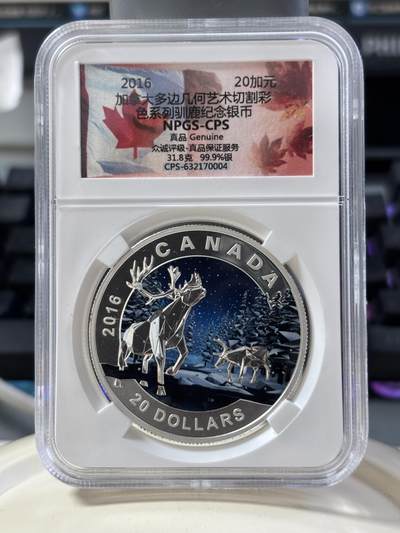 2016 20加元
加拿大多边几何艺术切割彩
色系列驯鹿纪念银币
NPGS-CPS
真品 Genuine
众诚评级-真品保证服务
31.8克 99.9%银
CPS-632170004
CANADA
2016
20 DOLLARS